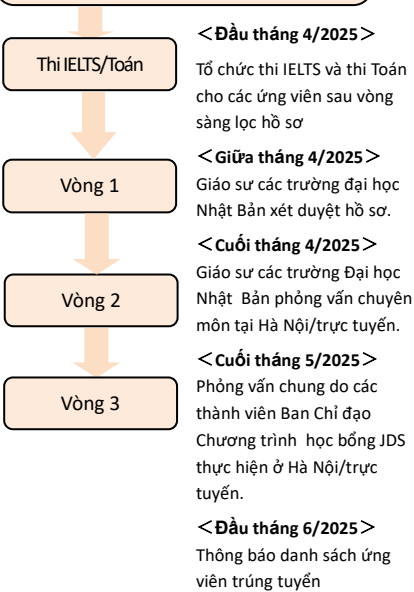 <Đầu tháng 4/2025>
Thi IELTS/Toán
Tổ chức thi IELTS và thi Toán
cho các ứng viên sau vòng
sàng lọc hồ sơ
<Giữa tháng 4/2025>
Vòng 1
Giáo sư các trường đại học
Nhật Bản xét duyệt hồ sơ.
<Cuối tháng 4/2025>
Vòng 2
Giáo sư các trường Đại học
Nhật Bản phỏng vấn chuyên
môn tại Hà Nội/trực tuyến.
<Cuối tháng 5/2025>
Vòng 3
Phỏng vấn chung do các
thành viên Ban Chỉ đạo
Chương trình học bổng JDS
thực hiện ở Hà Nội/trực
tuyến.
<Đầu tháng 6/2025>
Thông báo danh sách ứng
viên trúng tuyển